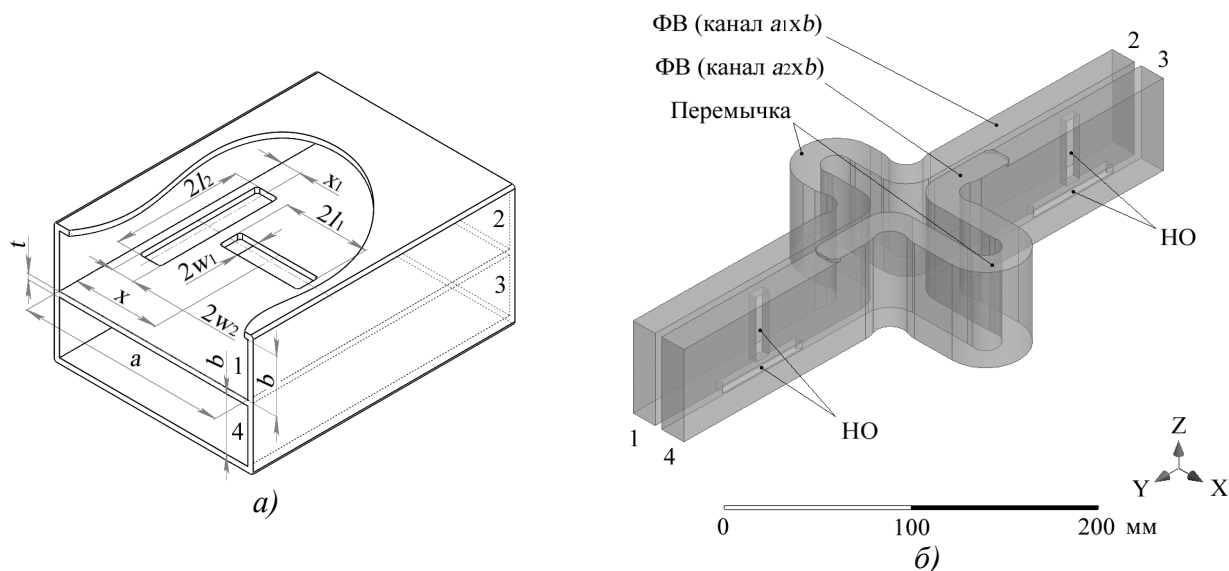 2l₂
x₁
2l₁
t
2w₁
x
2w₂
a
b
b
1
2
3
4
а)
ФВ (канал a₁xb)
ФВ (канал a₂xb)
Перемычка
2
3
НО
НО
1
4
Z
Y
X
0
100
200 мм
б)